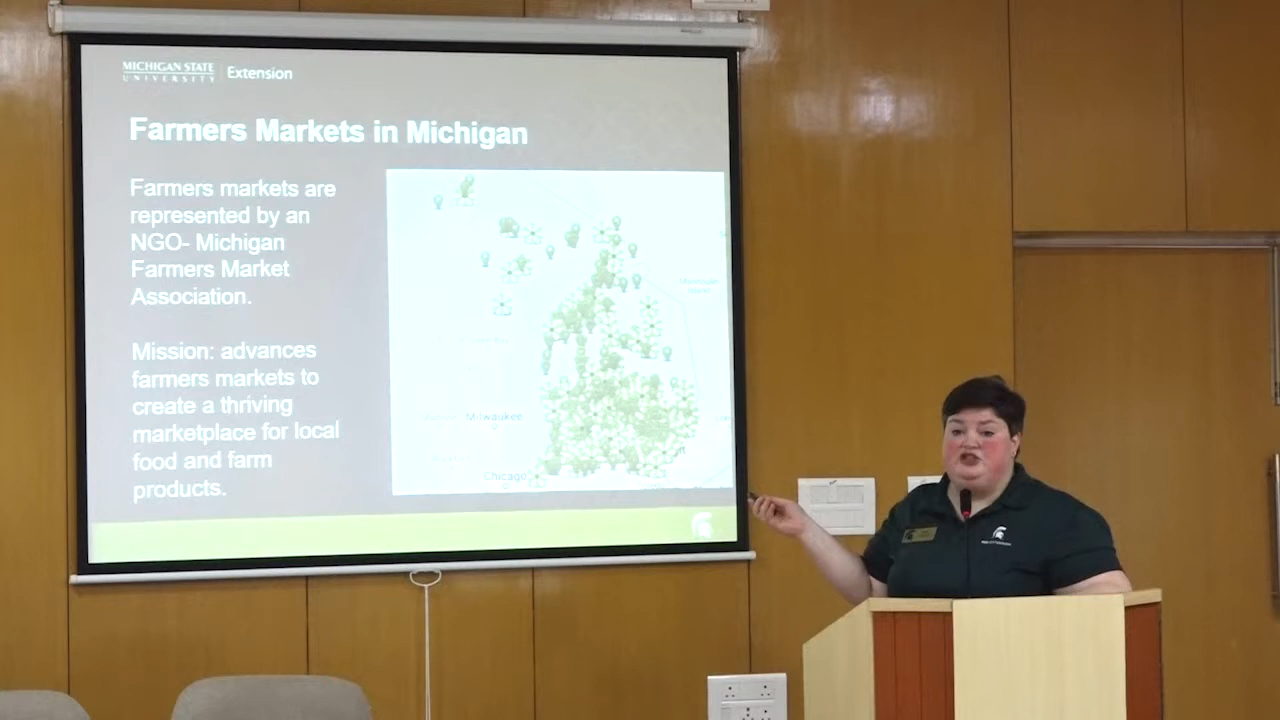 MICHIGAN STATE
UNIVERSITY
Extension
Farmers Markets in Michigan
Farmers markets are
represented by an
NGO- Michigan
Farmers Market
Association.
Mission: advances
farmers markets to
create a thriving
marketplace for local
food and farm
products.
Milwaukee
Chicago